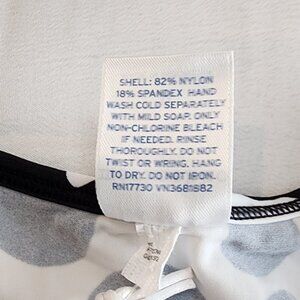 SHELL: 82% NYLON
18% SPANDEX HAND
WASH COLD SEPARATELY
WITH MILD SOAP. ONLY
NON-CHLORINE BLEACH
IF NEEDED. RINSE
THOROUGHLY. DO NOT
TWIST OR WRING. HANG
TO DRY. DO NOT IRON.
RN17730 VN3681882